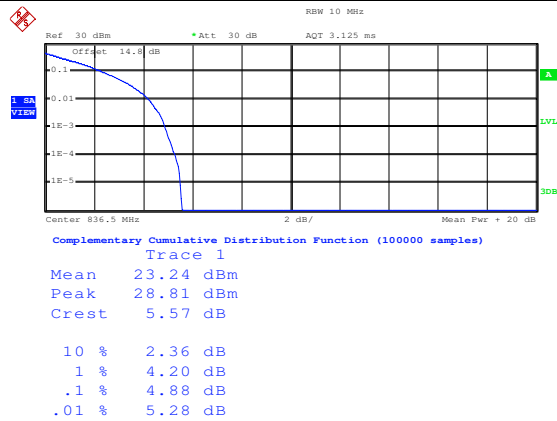 RBW 10 MHz
Ref 30 dBm *Att 30 dB AQT 3.125 ms
Offset 14.8 dB
0.1
A
0.01
1 SA
VIEW
1E-3
LVL
1E-4
1E-5
3DB
Center 836.5 MHz 2 dB/ Mean Pwr + 20 dB
Complementary Cumulative Distribution Function (100000 samples)
Trace 1
Mean 23.24 dBm
Peak 28.81 dBm
Crest 5.57 dB
10 % 2.36 dB
1 % 4.20 dB
.1 % 4.88 dB
.01 % 5.28 dB